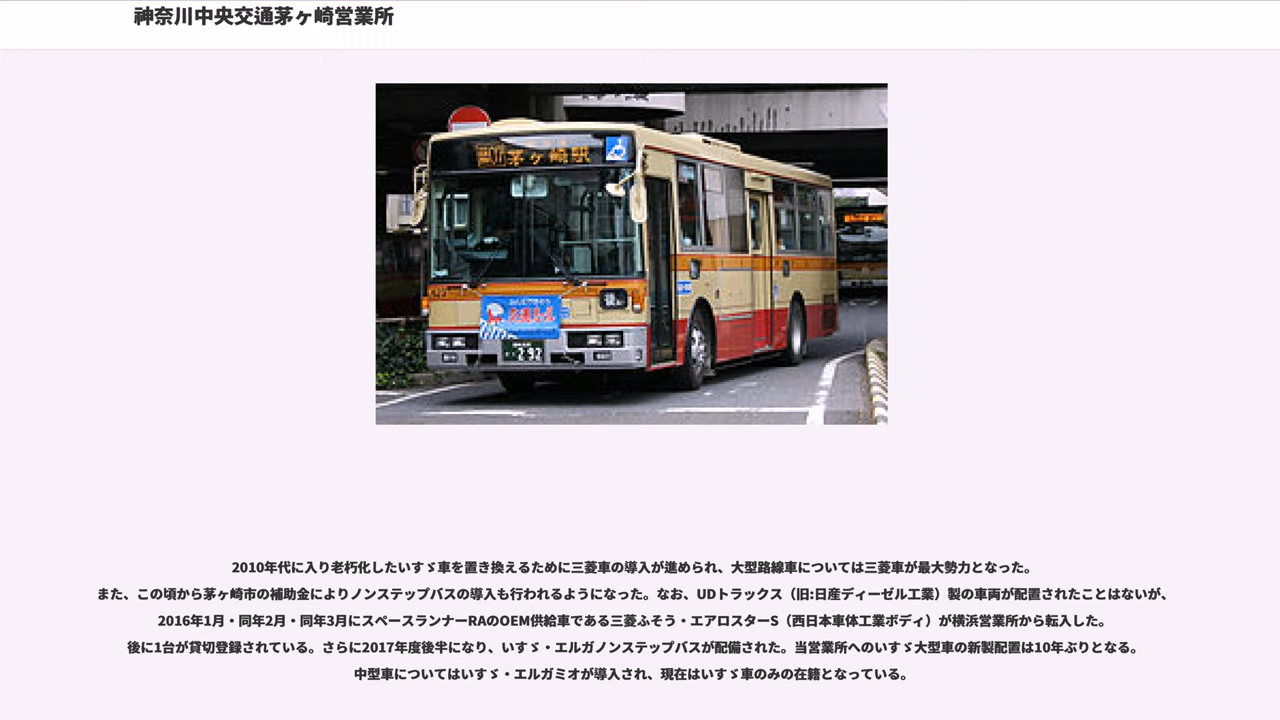 神奈川中央交通茅ヶ崎営業所
茅ヶ崎駅
後
292
2010年代に入り老朽化したいすゞ車を置き換えるために三菱車の導入が進められ、大型路線車については三菱車が最大勢力となった。
また、この頃から茅ヶ崎市の補助金によりノンステップバスの導入も行われるようになった。なお、UDトラックス（旧:日産ディーゼル工業）製の車両が配置されたことはないが、
2016年1月・同年2月・同年3月にスペースランナーRAのOEM供給車である三菱ふそう・エアロスターS（西日本車体工業ボディ）が横浜営業所から転入した。
後に1台が貸切登録されている。さらに2017年度後半になり、いすゞ・エルガノンステップバスが配備された。当営業所へのいすゞ大型車の新製配置は10年ぶりとなる。
中型車についてはいすゞ・エルガミオが導入され、現在はいすゞ車のみの在籍となっている。